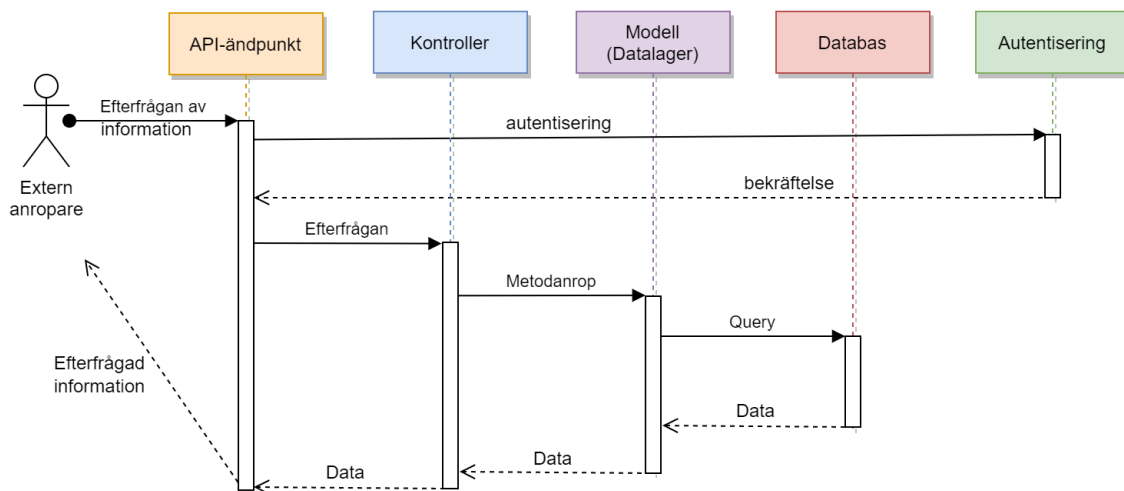 API-ändpunkt
Kontroller
Modell
(Datalager)
Databas
Autentisering
Efterfrågan av
information
autentisering
Extern
anropare
bekräftelse
Efterfrågan
Metodanrop
Query
Efterfrågad
information
Data
Data
Data